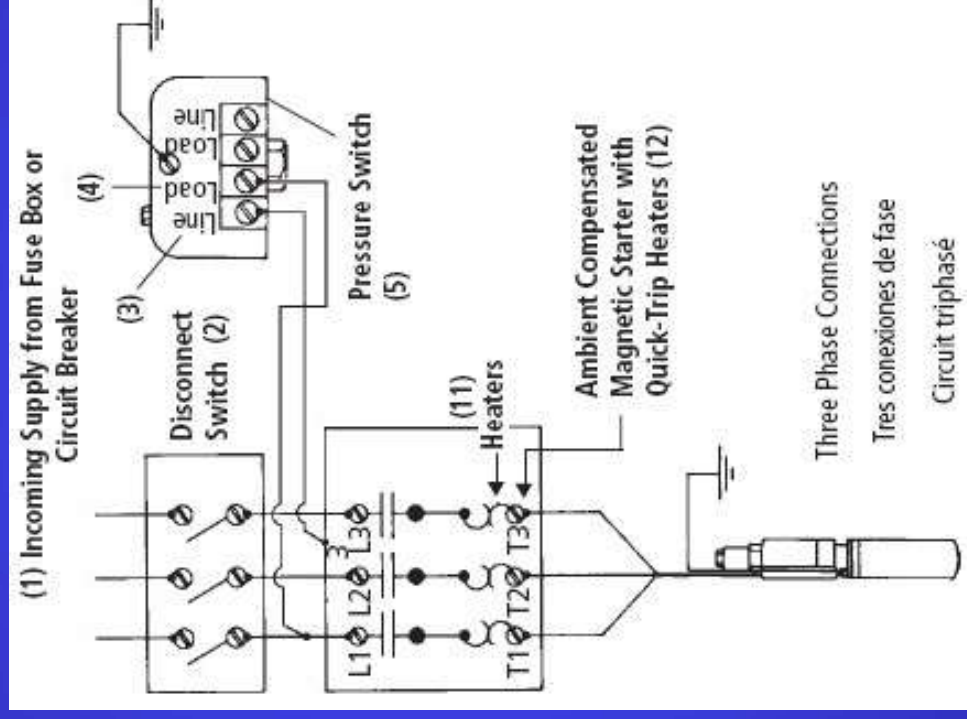 (1) Incoming Supply from Fuse Box or
Circuit Breaker
(4)
(3)
Line
Load
Load
Line
Disconnect
Switch (2)
Pressure Switch
(5)
(11)
Heaters
Ambient Compensated
Magnetic Starter with
Quick-Trip Heaters (12)
L1
L2
3
L3
T1
T2
T3
Three Phase Connections
Tres conexiones de fase
Circuit triphasé